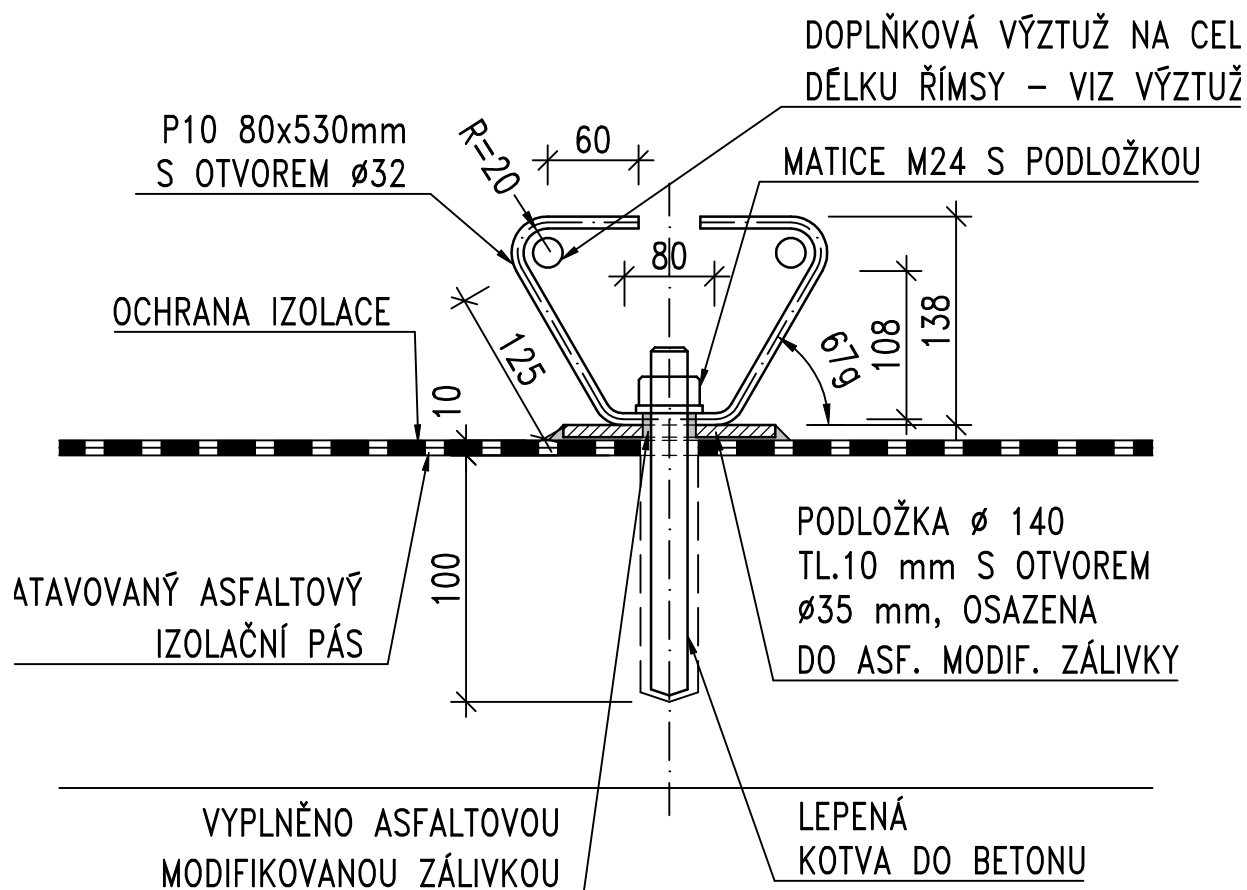 DOPLŇKOVÁ VÝZTUŽ NA CEL
DÉLKU ŘÍMSY – VIZ VÝZTUŽ
P10 80x530mm
S OTVOREM ø32
R=20
60
MATICE M24 S PODLOŽKOU
80
OCHRANA IZOLACE
125
67g
108
138
10
100
PODLOŽKA ø 140
TL.10 mm S OTVOREM
ø35 mm, OSAZENA
DO ASF. MODIF. ZÁLIVKY
ATAVOVANÝ ASFALTOVÝ
IZOLAČNÍ PÁS
VYPLNĚNO ASFALTOVOU
MODIFIKOVANOU ZÁLIVKOU
LEPENÁ
KOTVA DO BETONU